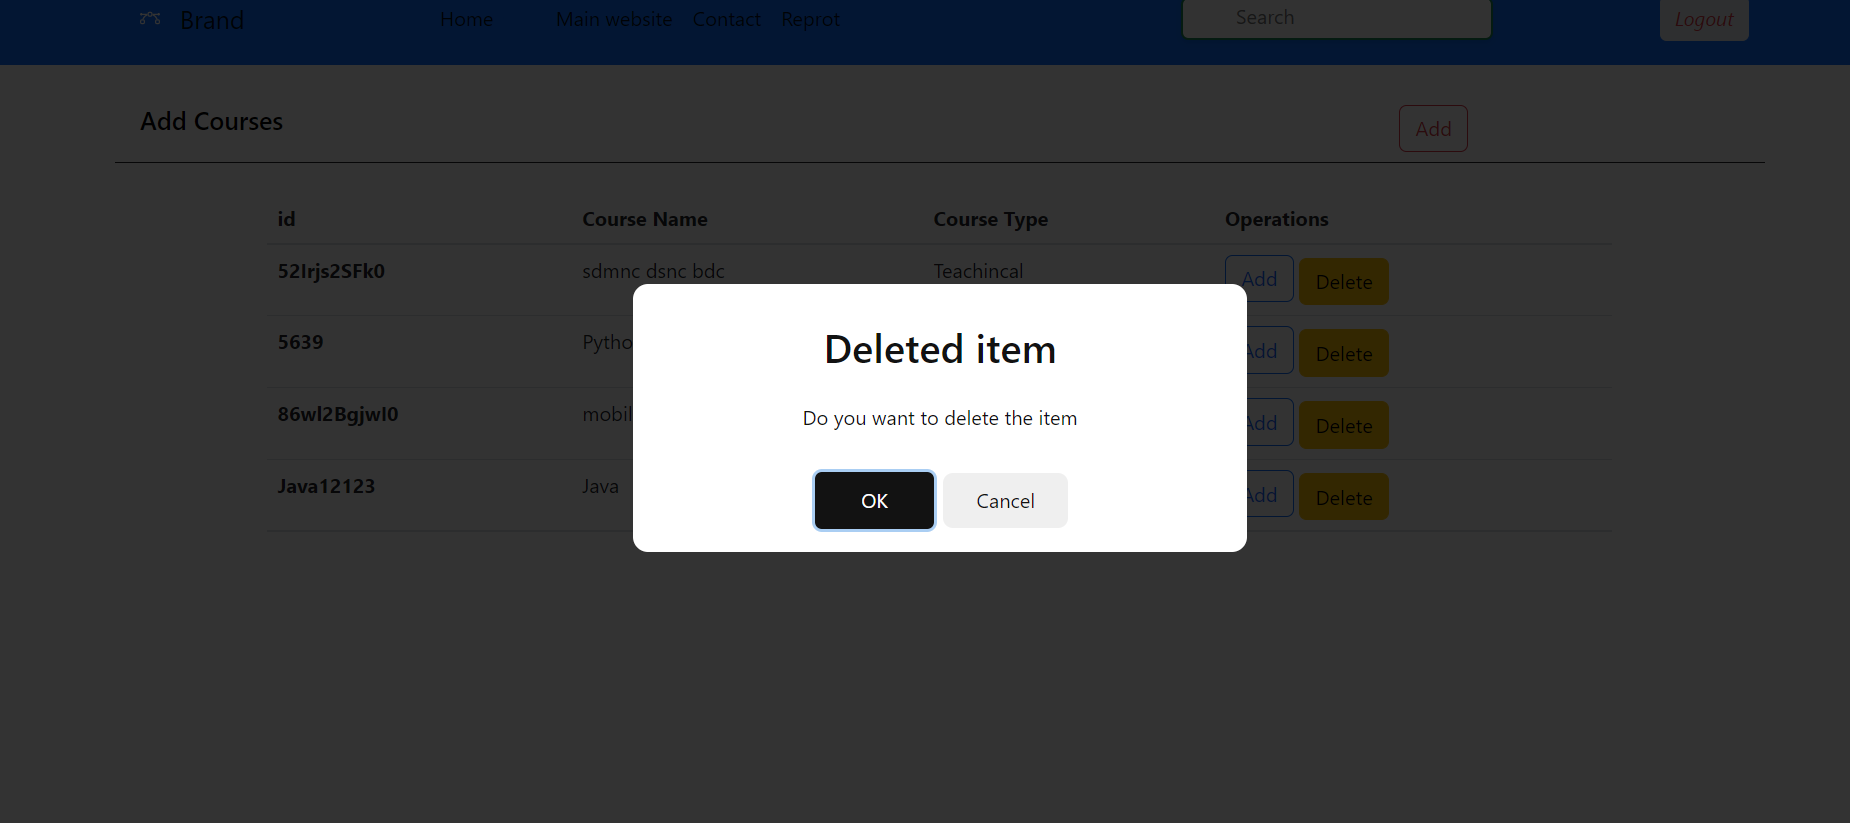 Brand Home Main website Contact Reprot Search Logout
Add Courses Add
id Course Name Course Type Operations
52Irjs2SFk0 sdmnc dsnc bdc Teachincal Add Delete
5639 Pytho Add Delete
86wl2BgjwI0 mobil Add Delete
Java12123 Java Add Delete
Deleted item
Do you want to delete the item
OK Cancel